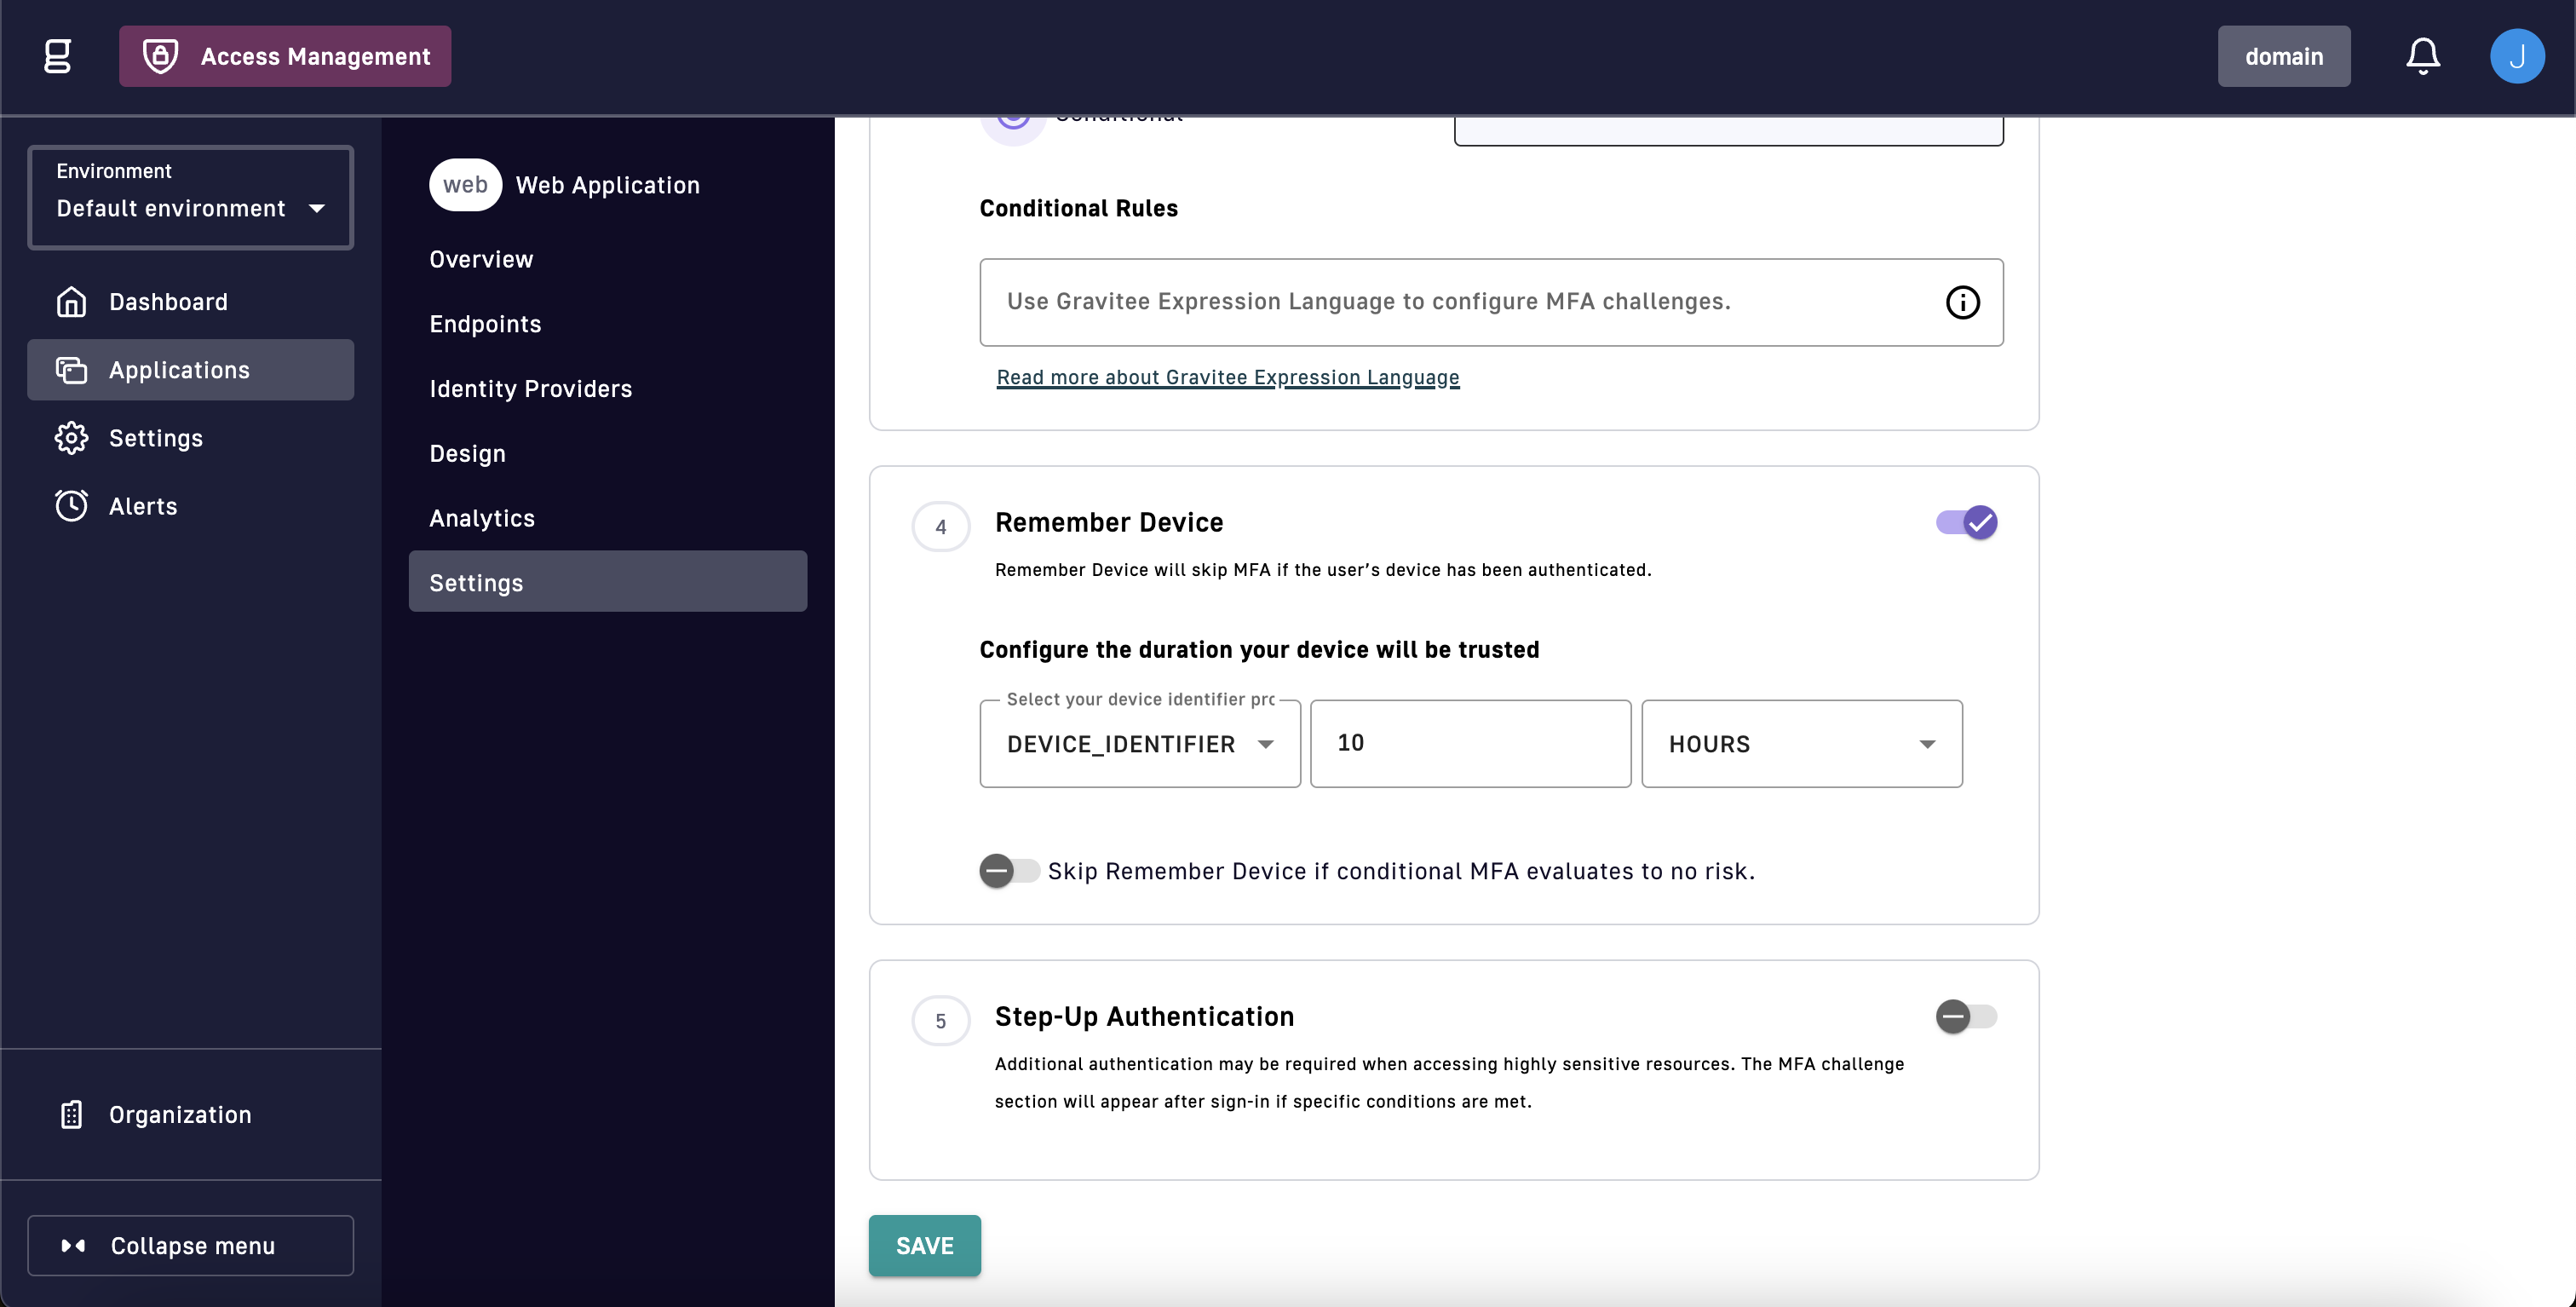 Access Management
domain
J
Environment
Default environment
Dashboard
Applications
Settings
Alerts
Organization
Collapse menu
web
Web Application
Overview
Endpoints
Identity Providers
Design
Analytics
Settings
Conditional
Conditional Rules
Use Gravitee Expression Language to configure MFA challenges.
Read more about Gravitee Expression Language
4
Remember Device
Remember Device will skip MFA if the user’s device has been authenticated.
Configure the duration your device will be trusted
Select your device identifier pro
DEVICE_IDENTIFIER
10
HOURS
Skip Remember Device if conditional MFA evaluates to no risk.
5
Step-Up Authentication
Additional authentication may be required when accessing highly sensitive resources. The MFA challenge
section will appear after sign-in if specific conditions are met.
SAVE